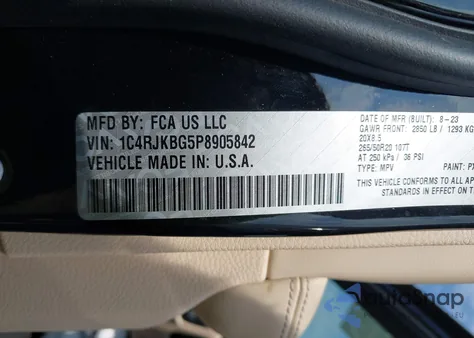 MFD BY: FCA US LLC
VIN: 1C4RJKBG5P8905842
VEHICLE MADE IN: U.S.A.
DATE OF MFR (BUILT): 8-23
GAWR FRONT: 2850 LB / 1293 KG
20X8.5
265/50R20 107T
AT 250 kPa / 36 PSI
TYPE: MPV PAINT: PX
THIS VEHICLE CONFORMS TO ALL
STANDARDS IN EFFECT ON T
autosnap